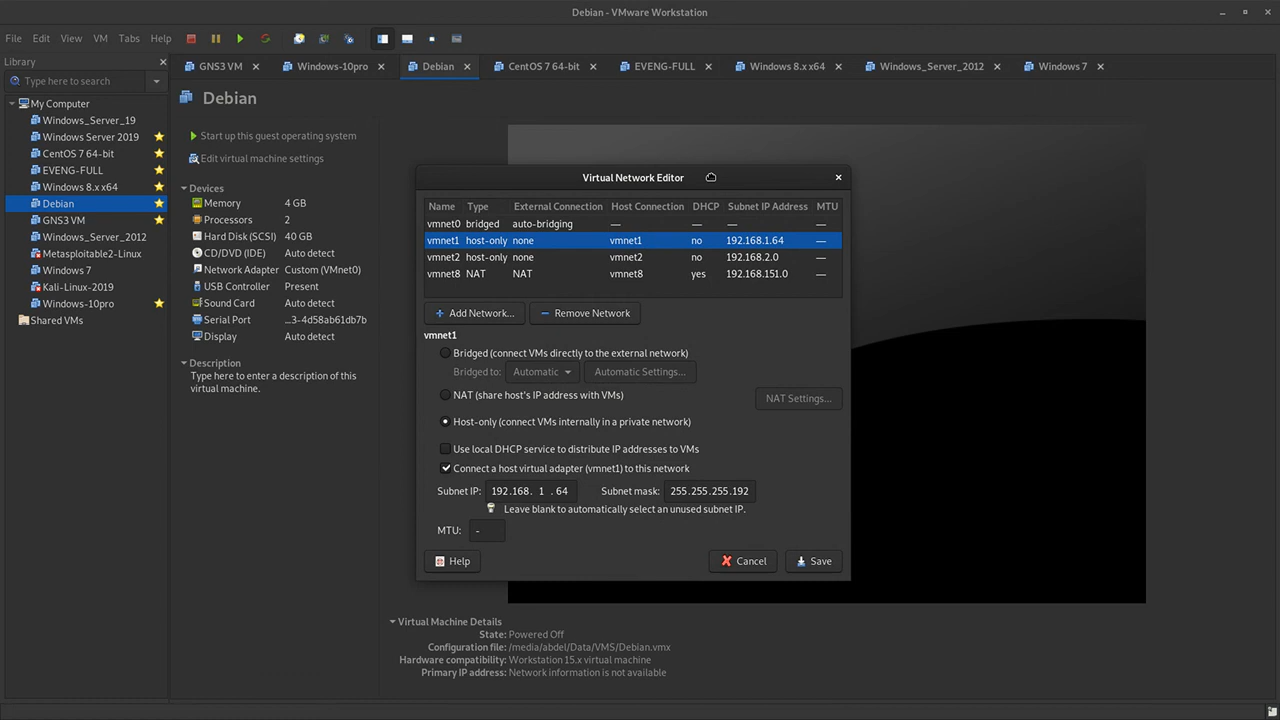 Debian - VMware Workstation
File Edit View VM Tabs Help
Library
Type here to search
My Computer
Windows_Server_19
Windows Server 2019
CentOS 7 64-bit
EVENG-FULL
Windows 8.x x64
Debian
GNS3 VM
Windows_Server_2012
Metasploitable2-Linux
Windows 7
Kali-Linux-2019
Windows-10pro
Shared VMs
GNS3 VM Windows-10pro Debian CentOS 7 64-bit EVENG-FULL Windows 8.x x64 Windows_Server_2012 Windows 7
Debian
Start up this guest operating system
Edit virtual machine settings
Devices
Memory 4 GB
Processors 2
Hard Disk (SCSI) 40 GB
CD/DVD (IDE) Auto detect
Network Adapter Custom (VMnet0)
USB Controller Present
Sound Card Auto detect
Serial Port ...3-4d58ab61db7b
Display Auto detect
Description
Type here to enter a description of this
virtual machine.
Virtual Network Editor
Name Type External Connection Host Connection DHCP Subnet IP Address MTU
vmnet0 bridged auto-bridging — — — —
vmnet1 host-only none vmnet1 no 192.168.1.64 —
vmnet2 host-only none vmnet2 no 192.168.2.0 —
vmnet8 NAT NAT vmnet8 yes 192.168.151.0 —
Add Network... Remove Network
vmnet1
Bridged (connect VMs directly to the external network)
Bridged to: Automatic Automatic Settings...
NAT (share host's IP address with VMs)
NAT Settings...
Host-only (connect VMs internally in a private network)
Use local DHCP service to distribute IP addresses to VMs
Connect a host virtual adapter (vmnet1) to this network
Subnet IP: 192.168. 1 .64 Subnet mask: 255.255.255.192
Leave blank to automatically select an unused subnet IP.
MTU: -
Help Cancel Save
Virtual Machine Details
State: Powered Off
Configuration file: /media/abdel/Data/VMS/Debian.vmx
Hardware compatibility: Workstation 15.x virtual machine
Primary IP address: Network information is not available